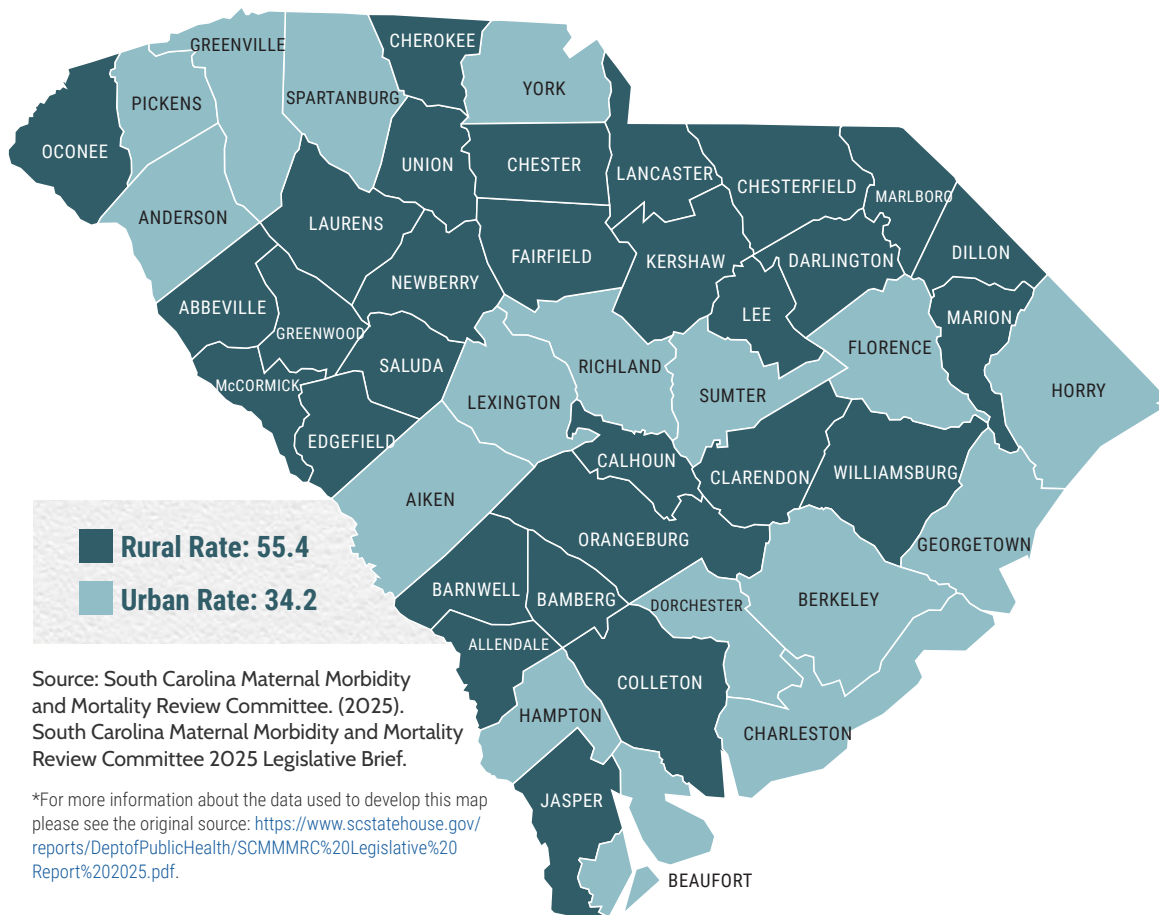 GREENVILLE
CHEROKEE
PICKENS
SPARTANBURG
YORK
OCONEE
UNION
CHESTER
LANCASTER
CHESTERFIELD
MARLBORO
ANDERSON
LAURENS
FAIRFIELD
KERSHAW
DARLINGTON
DILLON
NEWBERRY
ABBEVILLE
GREENWOOD
LEE
MARION
SALUDA
RICHLAND
FLORENCE
McCORMICK
LEXINGTON
SUMTER
HORRY
EDGEFIELD
CALHOUN
CLARENDON
WILLIAMSBURG
AIKEN
ORANGEBURG
GEORGETOWN
Rural Rate: 55.4
Urban Rate: 34.2
BARNWELL
BAMBERG
DORCHESTER
BERKELEY
ALLENDALE
COLLETON
HAMPTON
CHARLESTON
JASPER
BEAUFORT
Source: South Carolina Maternal Morbidity
and Mortality Review Committee. (2025).
South Carolina Maternal Morbidity and Mortality
Review Committee 2025 Legislative Brief.
*For more information about the data used to develop this map
please see the original source: https://www.scstatehouse.gov/
reports/DeptofPublicHealth/SCMMMRC%20Legislative%20
Report%202025.pdf.